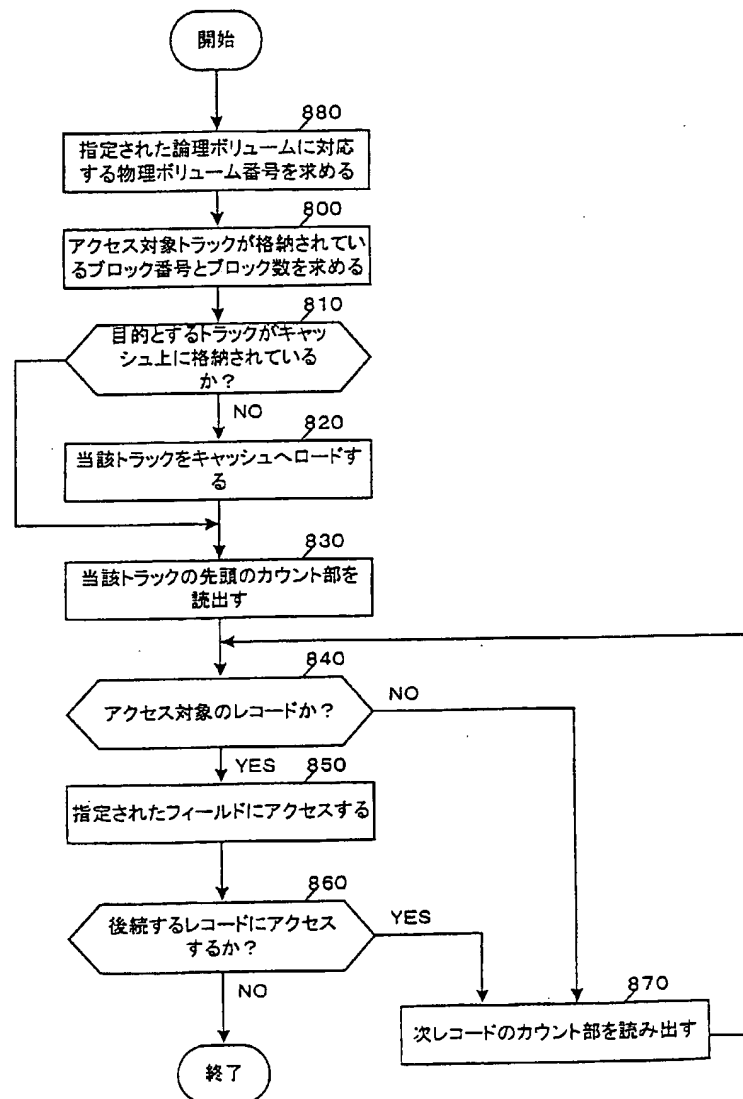 開始
880
指定された論理ボリュームに対応
する物理ボリューム番号を求める
800
アクセス対象トラックが格納されてい
るブロック番号とブロック数を求める
810
目的とするトラックがキャッ
シュ上に格納されている
か？
NO
820
当該トラックをキャッシュへロードす
る
830
当該トラックの先頭のカウント部を
読出す
840
アクセス対象のレコードか？
NO
YES
850
指定されたフィールドにアクセスする
860
後続するレコードにアクセス
するか？
YES
NO
870
次レコードのカウント部を読み出す
終了